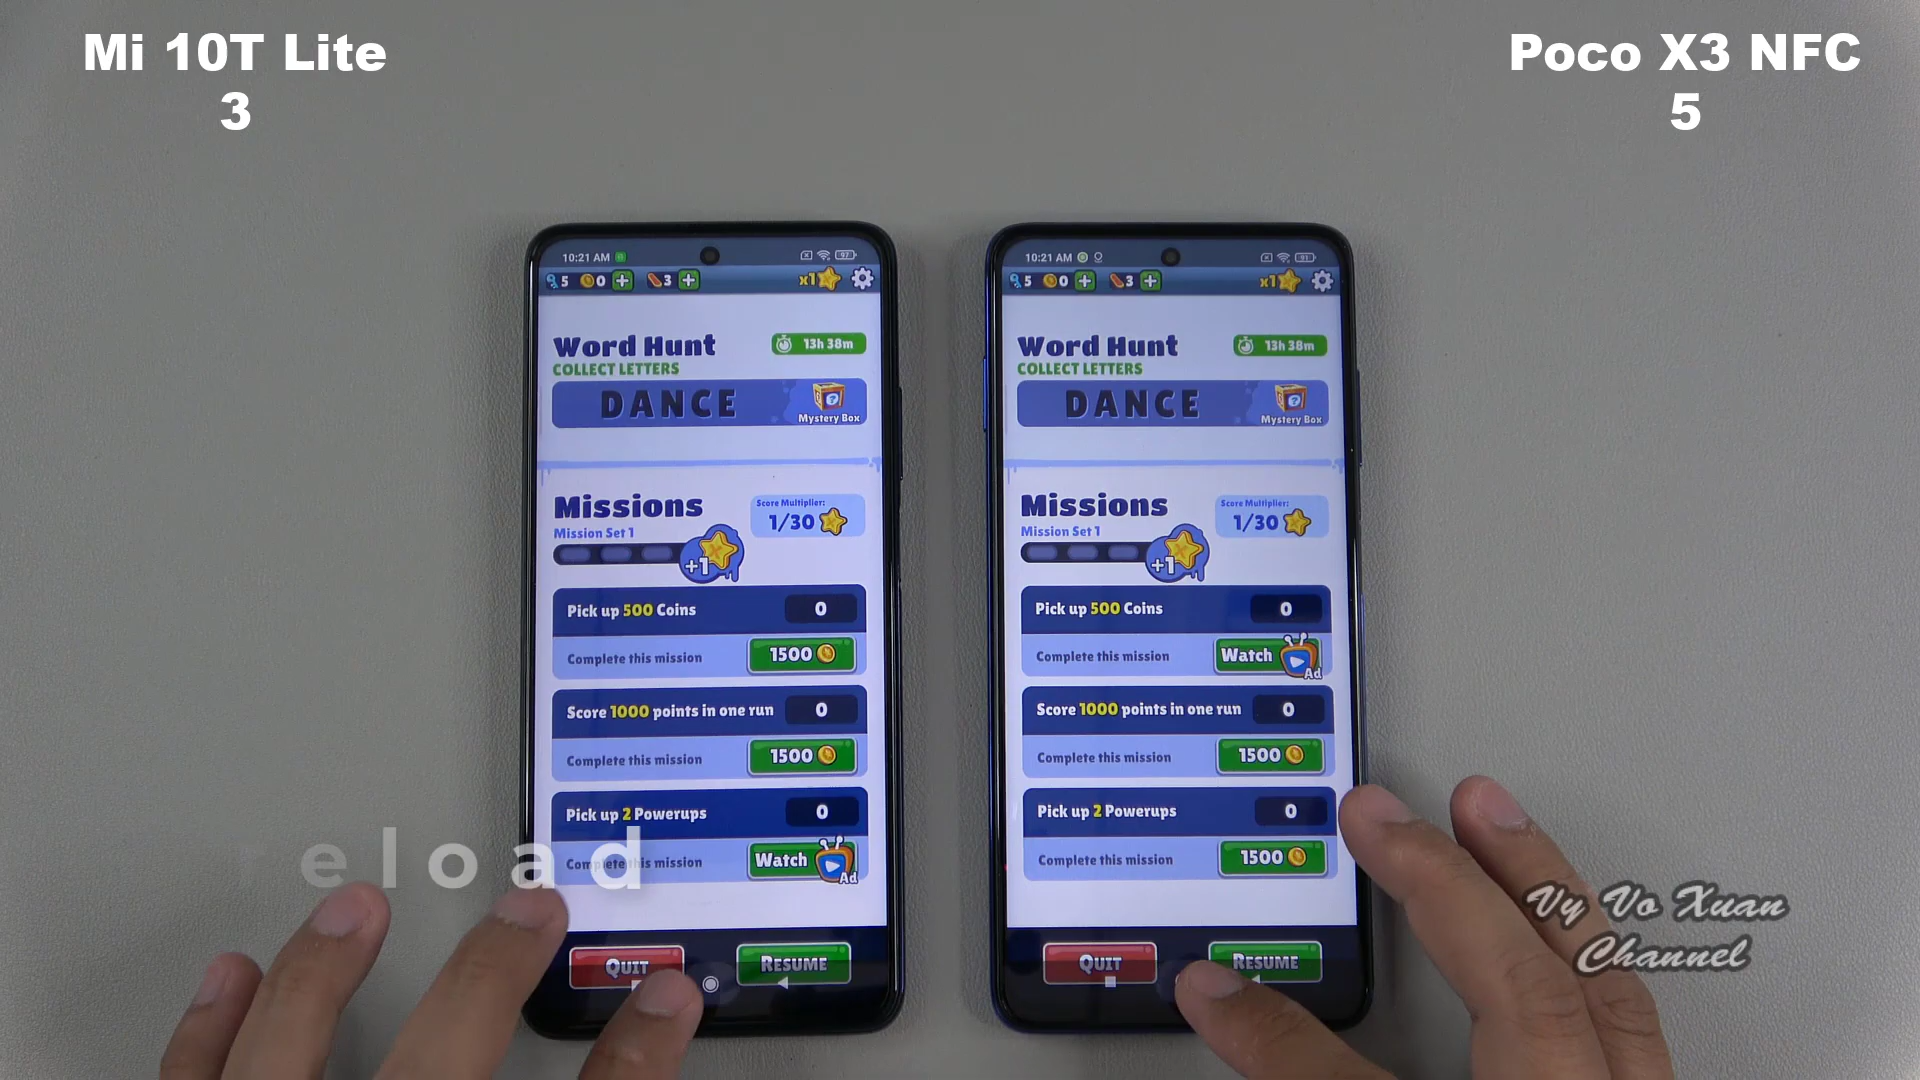 Mi 10T Lite
3
Poco X3 NFC
5
10:21 AM
97
5 0 3 x1
Word Hunt
13h 38m
COLLECT LETTERS
DANCE
Mystery Box
Missions
Score Multiplier:
1/30
Mission Set 1
+1
Pick up 500 Coins
0
Complete this mission
1500
Score 1000 points in one run
0
Complete this mission
1500
Pick up 2 Powerups
0
Complete this mission
Watch
Ad
QUIT
RESUME
eload
10:21 AM
91
5 0 3 x1
Word Hunt
13h 38m
COLLECT LETTERS
DANCE
Mystery Box
Missions
Score Multiplier:
1/30
Mission Set 1
+1
Pick up 500 Coins
0
Complete this mission
Watch
Ad
Score 1000 points in one run
0
Complete this mission
1500
Pick up 2 Powerups
0
Complete this mission
1500
QUIT
RESUME
Vy Vo Xuan
Channel